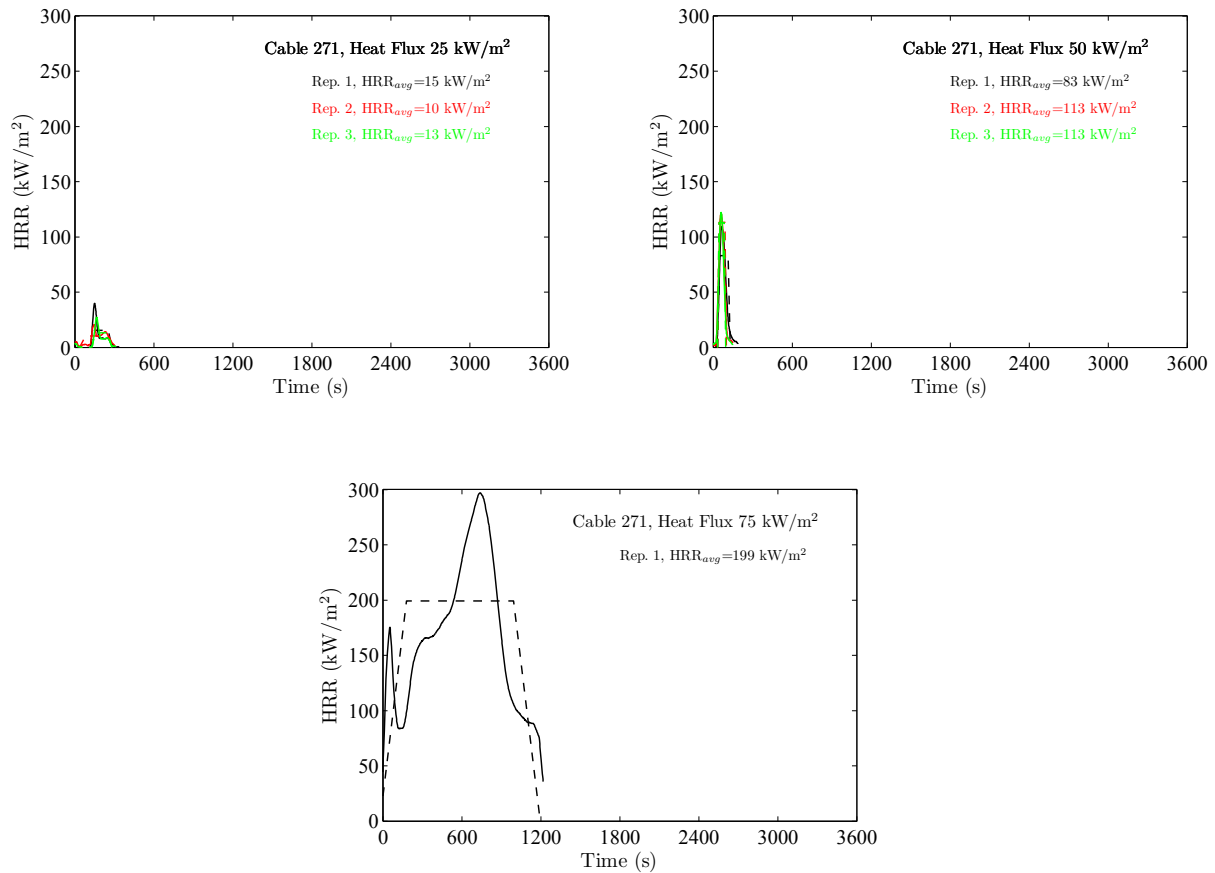 300
250
200
150
100
50
0
HRR (kW/m²)
Cable 271, Heat Flux 25 kW/m²
Rep. 1, HRRavg=15 kW/m²
Rep. 2, HRRavg=10 kW/m²
Rep. 3, HRRavg=13 kW/m²
0 600 1200 1800 2400 3000 3600
Time (s)
300
250
200
150
100
50
0
HRR (kW/m²)
Cable 271, Heat Flux 50 kW/m²
Rep. 1, HRRavg=83 kW/m²
Rep. 2, HRRavg=113 kW/m²
Rep. 3, HRRavg=113 kW/m²
0 600 1200 1800 2400 3000 3600
Time (s)
300
250
200
150
100
50
0
HRR (kW/m²)
Cable 271, Heat Flux 75 kW/m²
Rep. 1, HRRavg=199 kW/m²
0 600 1200 1800 2400 3000 3600
Time (s)